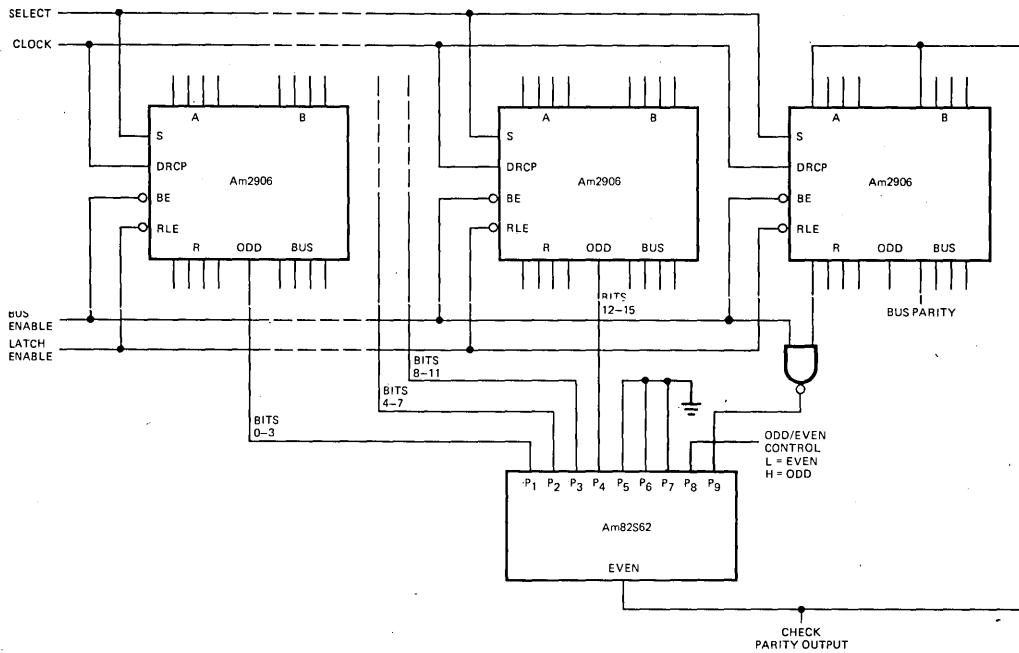 SELECT
CLOCK
A
B
S
DRCP
BE
RLE
Am2906
R
ODD
BUS
A
B
S
DRCP
BE
RLE
Am2906
R
ODD
BUS
A
B
S
DRCP
BE
RLE
Am2906
R
ODD
BUS
BUS
ENABLE
LATCH
ENABLE
BITS
0–3
BITS
4–7
BITS
8–11
BITS
12–15
BUS PARITY
ODD/EVEN
CONTROL
L = EVEN
H = ODD
P1 P2 P3 P4 P5 P6 P7 P8 P9
Am82S62
EVEN
CHECK
PARITY OUTPUT